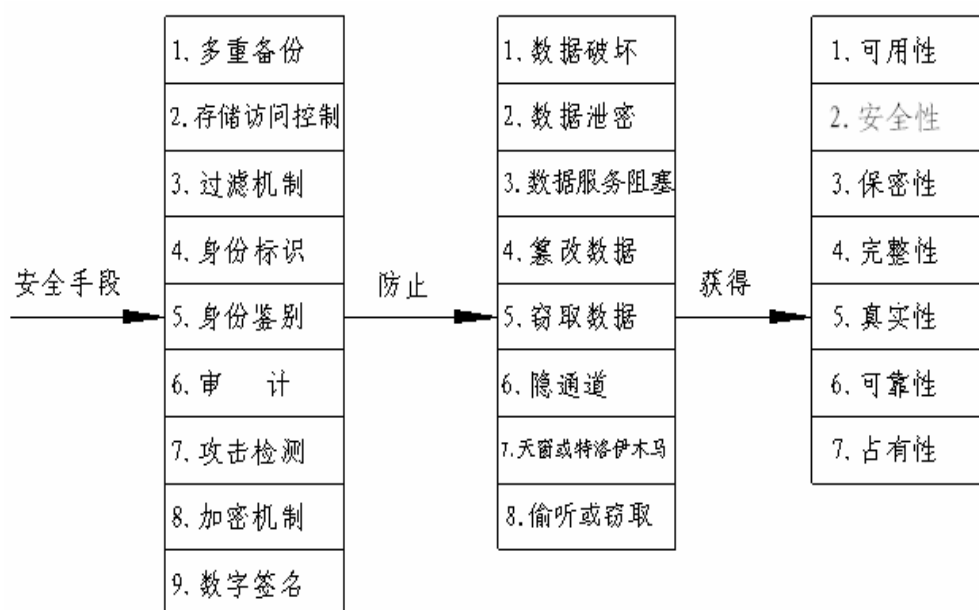 安全手段
1. 多重备份
2. 存储访问控制
3. 过滤机制
4. 身份标识
5. 身份鉴别
6. 审 计
7. 攻击检测
8. 加密机制
9. 数字签名
防止
1. 数据破坏
2. 数据泄密
3. 数据服务阻塞
4. 篡改数据
5. 窃取数据
6. 隐通道
7. 天窗或特洛伊木马
8. 偷听或窃取
获得
1. 可用性
2. 安全性
3. 保密性
4. 完整性
5. 真实性
6. 可靠性
7. 占有性